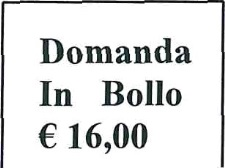 Domanda
In Bollo
€ 16,00